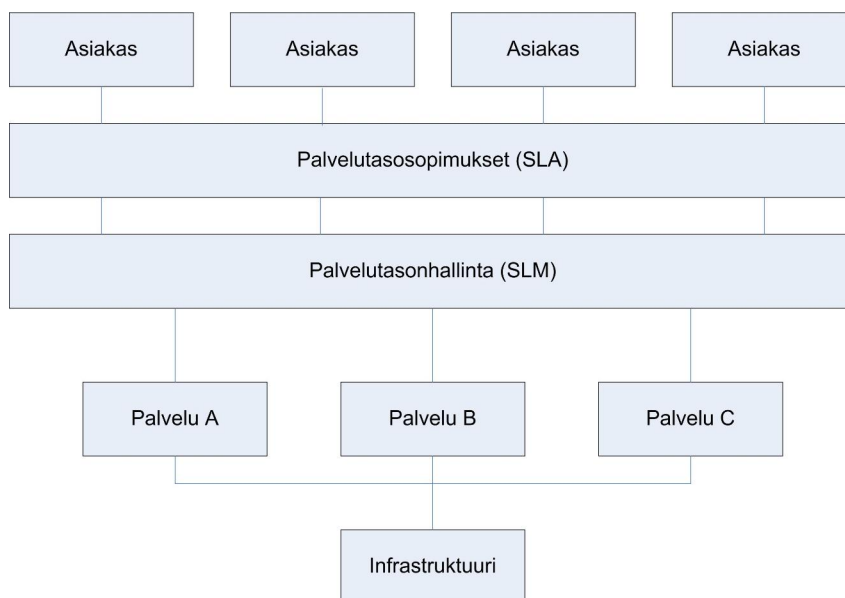 Asiakas
Asiakas
Asiakas
Asiakas
Palvelutasosopimukset (SLA)
Palvelutasonhallinta (SLM)
Palvelu A
Palvelu B
Palvelu C
Infrastruktuuri